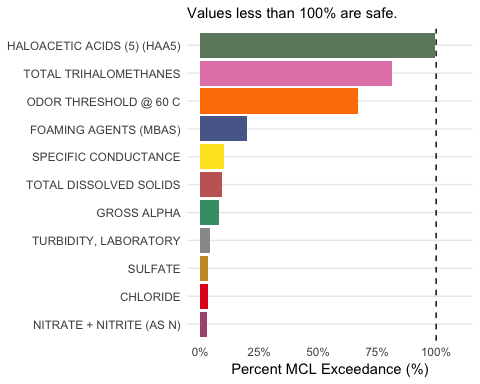 Values less than 100% are safe.
HALOACETIC ACIDS (5) (HAA5)
TOTAL TRIHALOMETHANES
ODOR THRESHOLD @ 60 C
FOAMING AGENTS (MBAS)
SPECIFIC CONDUCTANCE
TOTAL DISSOLVED SOLIDS
GROSS ALPHA
TURBIDITY, LABORATORY
SULFATE
CHLORIDE
NITRATE + NITRITE (AS N)
0% 25% 50% 75% 100%
Percent MCL Exceedance (%)